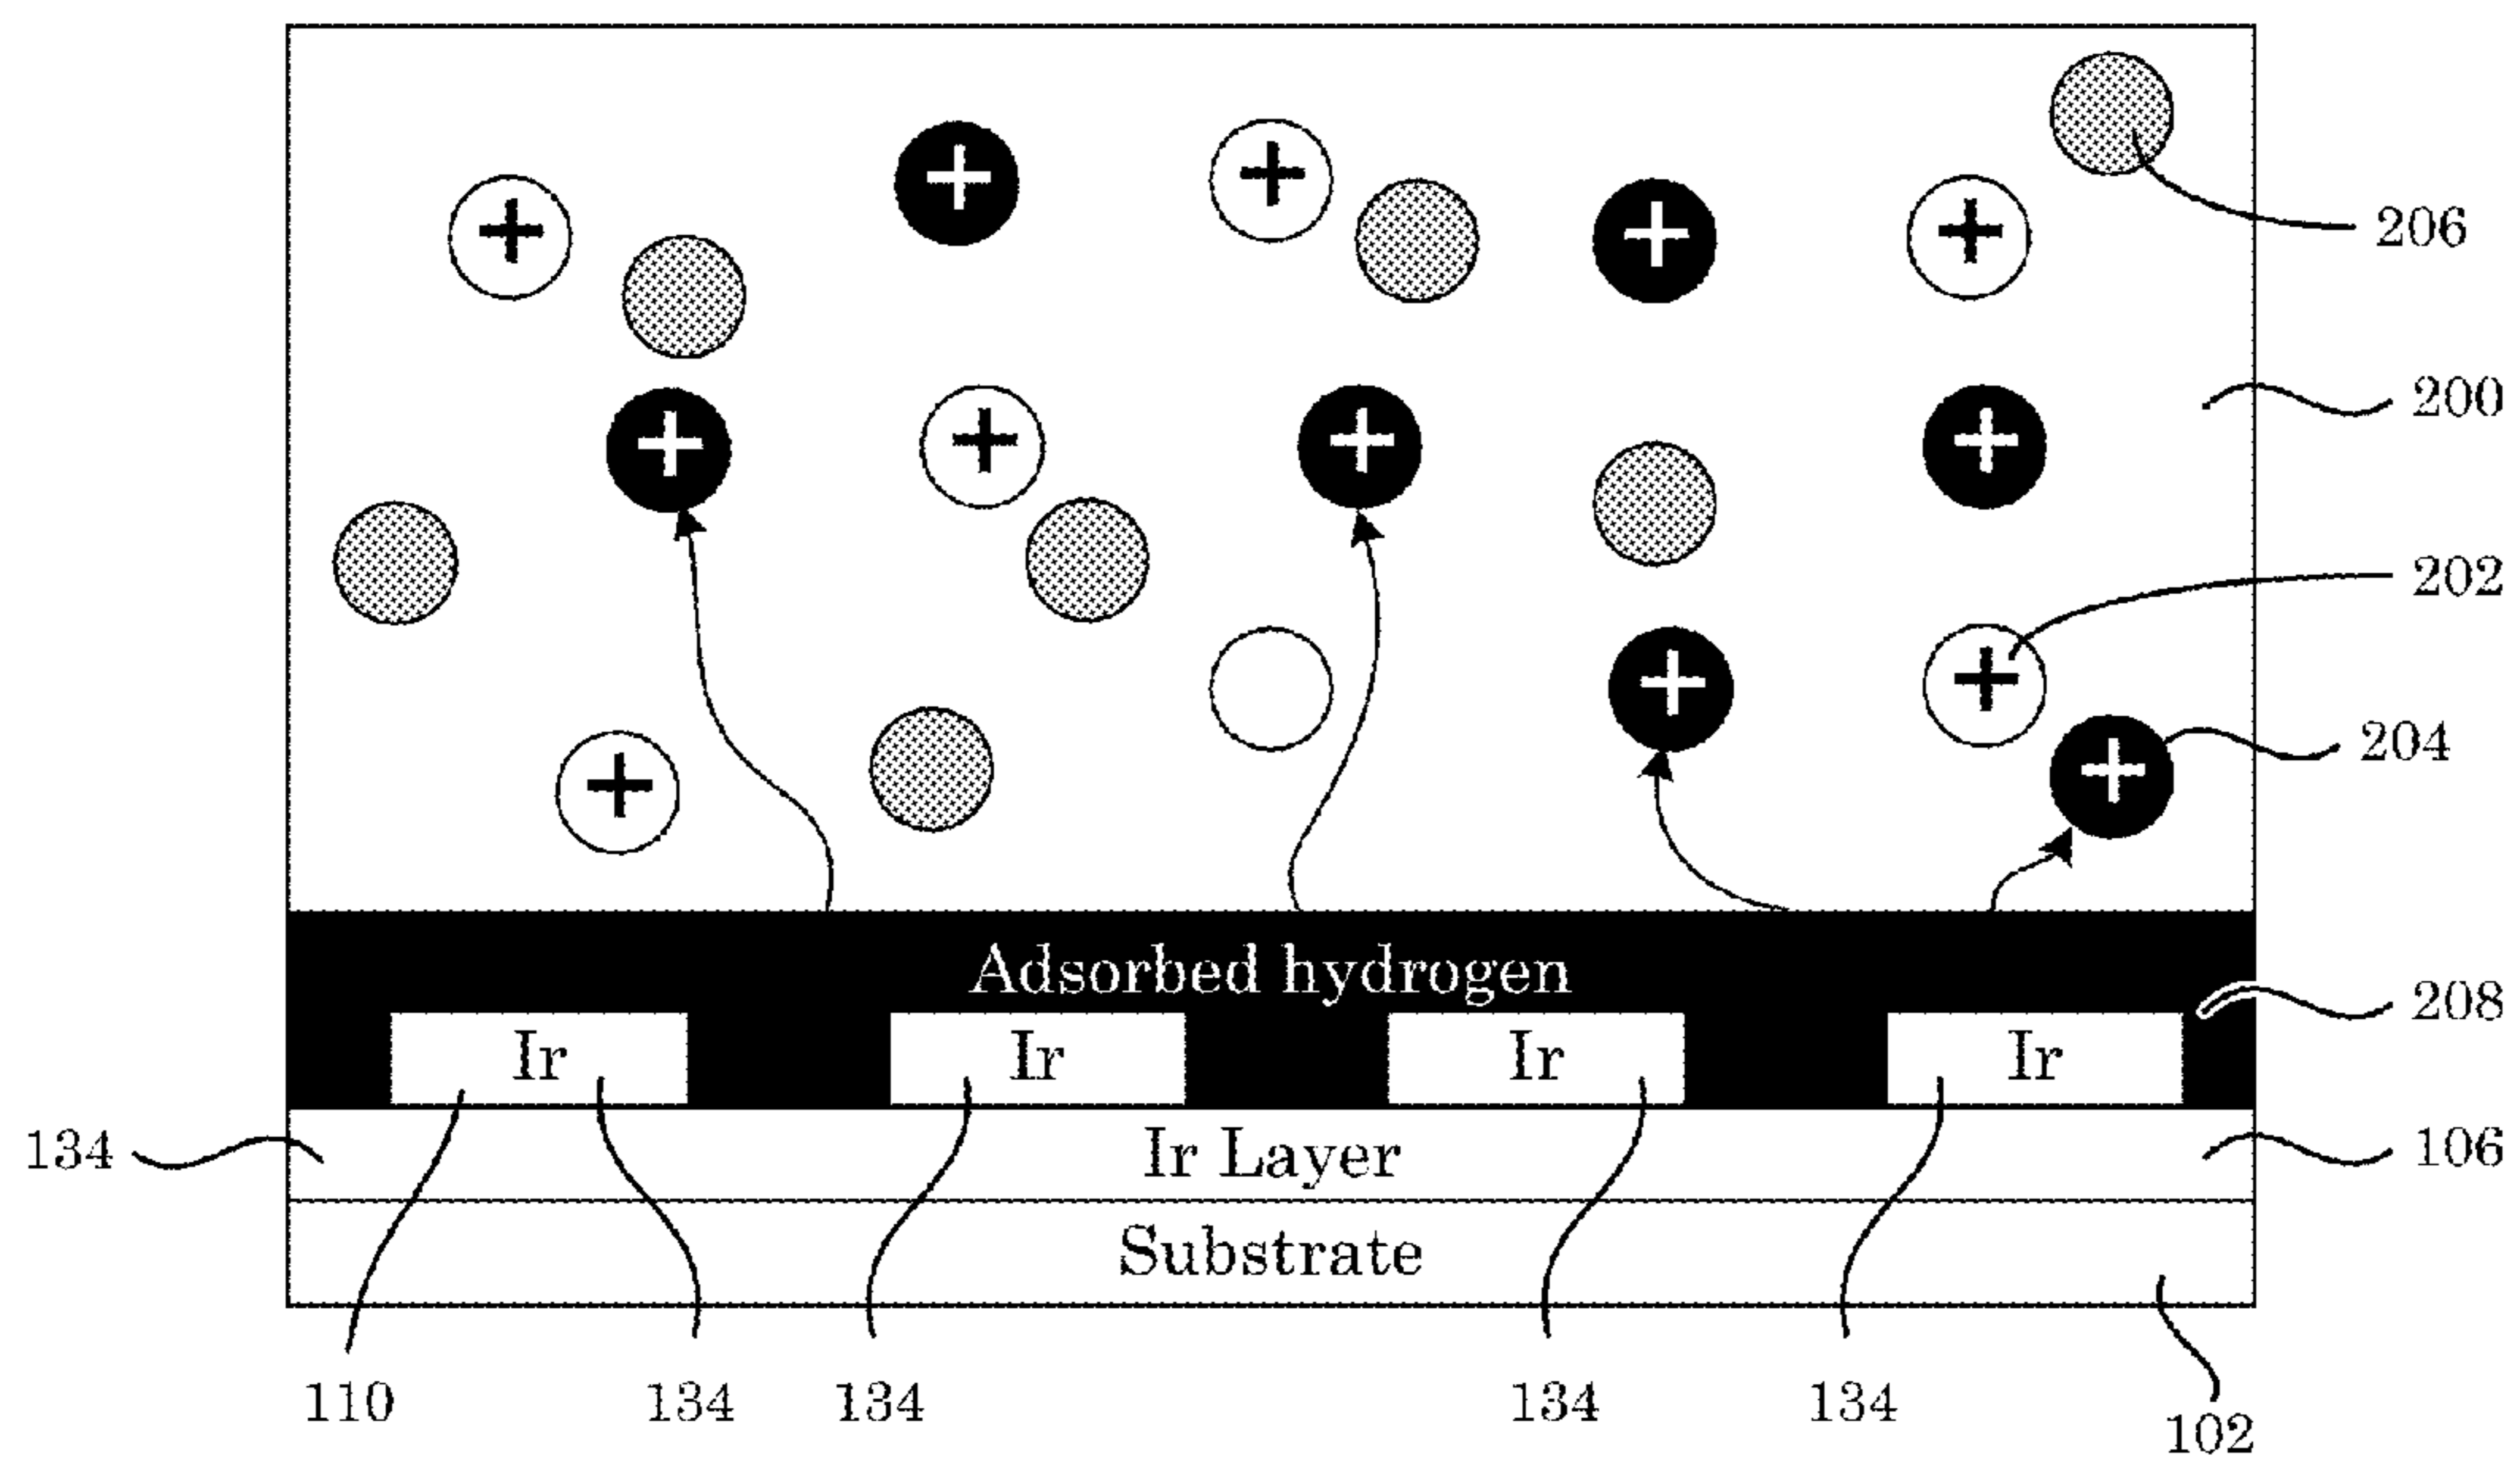 206
200
202
204
Adsorbed hydrogen
208
Ir Ir Ir Ir
134 Ir Layer 106
Substrate
110 134 134 134 134 102